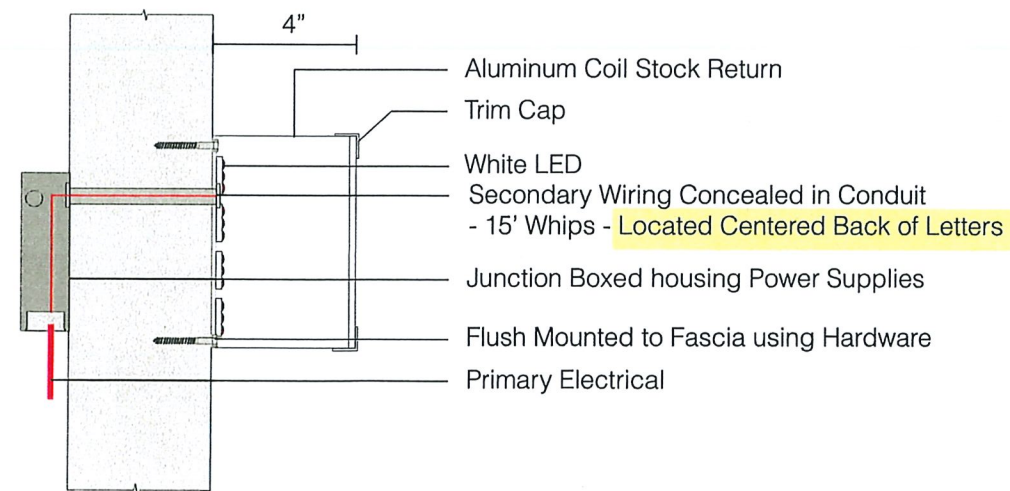 4”
Aluminum Coil Stock Return
Trim Cap
White LED
Secondary Wiring Concealed in Conduit
- 15' Whips - Located Centered Back of Letters
Junction Boxed housing Power Supplies
Flush Mounted to Fascia using Hardware
Primary Electrical